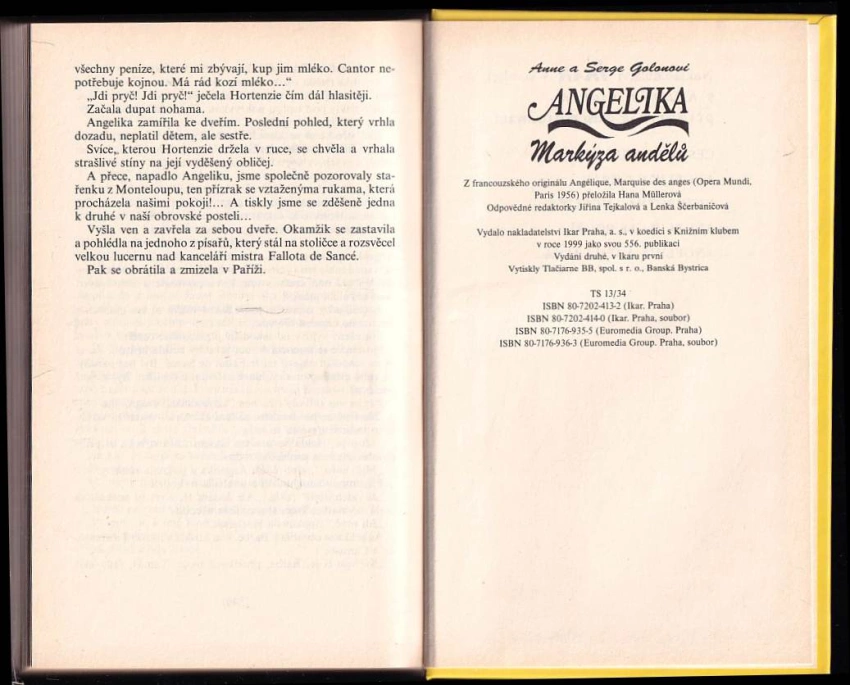 všechny peníze, které mi zbývají, kup jim mléko. Cantor ne-
potřebuje kojnou. Má rád kozí mléko...“
„Jdi pryč! Jdi pryč!“ ječela Hortenzie čím dál hlasitěji.
Začala dupat nohama.
Angelika zamířila ke dveřím. Poslední pohled, který vrhla
dozadu, neplatil dětem, ale sestře.
Svíce, kterou Hortenzie držela v ruce, se chvěla a vrhala
strašlivé stíny na její vyděšený obličej.
A přece, napadlo Angeliku, jsme společně pozorovaly sta-
řenku z Monteloupu, ten přízrak se vztaženýma rukama, která
procházela našimi pokoji!... A tiskly jsme se zděšeně jedna
k druhé v naší obrovské posteli...
Vyšla ven a zavřela za sebou dveře. Okamžik se zastavila
a pohlédla na jednoho z písařů, který stál na stoličce a rozsvěcel
velkou lucernu nad kanceláří mistra Fallota de Sancé.
Pak se obrátila a zmizela v Paříži.
Anne a Serge Golonovi
ANGELIKA
Markýza andělů
Z francouzského originálu Angélique, Marquise des anges (Opera Mundi,
Paris 1956) přeložila Hana Müllerová
Odpovědné redaktorky Jiřina Tejkalová a Lenka Ščerbaničová
Vydalo nakladatelství Ikar Praha, a. s., v koedici s Knižním klubem
v roce 1999 jako svou 556. publikaci
Vydání druhé, v Ikaru první
Vytiskly Tlačiarne BB, spol. s r. o., Banská Bystrica
TS 13/34
ISBN 80-7202-413-2 (Ikar. Praha)
ISBN 80-7202-414-0 (Ikar. Praha, soubor)
ISBN 80-7176-935-5 (Euromedia Group. Praha)
ISBN 80-7176-936-3 (Euromedia Group. Praha, soubor)